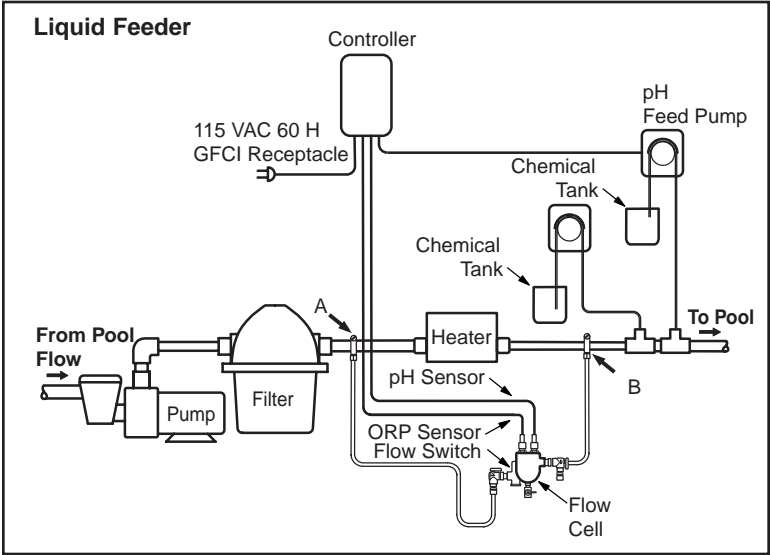 Liquid Feeder
Controller
pH
Feed Pump
115 VAC 60 H
GFCI Receptacle
Chemical
Tank
Chemical
Tank
A
To Pool
From Pool
Flow
Heater
B
pH Sensor
Filter
Pump
ORP Sensor
Flow Switch
Flow
Cell